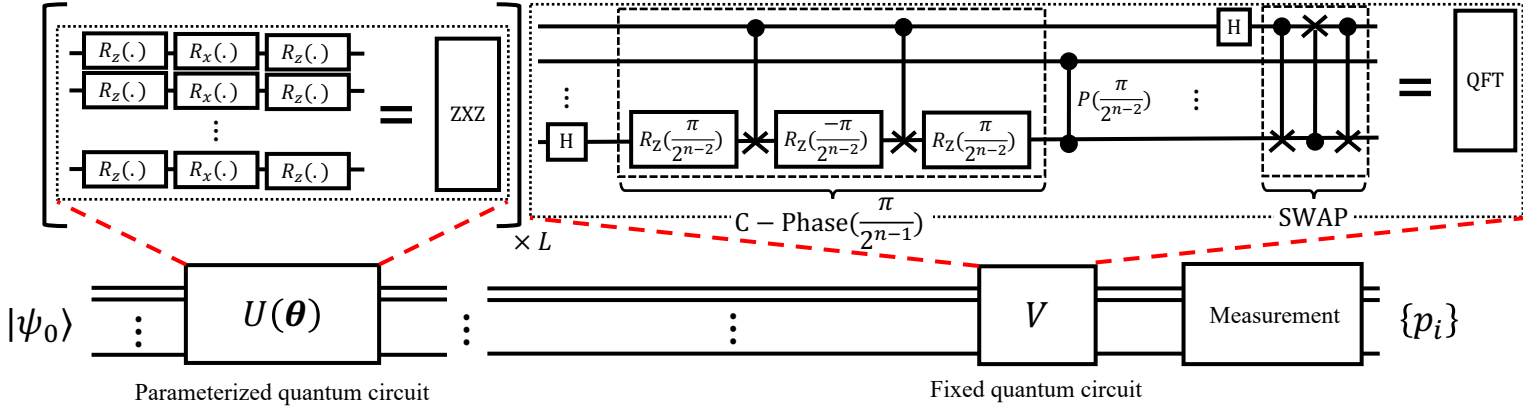 R_z(.) R_x(.) R_z(.)
R_z(.) R_x(.) R_z(.)
⋮
R_z(.) R_x(.) R_z(.)
=
ZXZ
× L
H
⋮
H
R_Z(π/2^{n-2}) R_Z(-π/2^{n-2}) R_Z(π/2^{n-2})
P(π/2^{n-2})
⋮
=
QFT
C − Phase(π/2^{n-1})
SWAP
|ψ_0⟩
⋮
U(θ)
⋮
⋮
V
Measurement
{p_i}
Parameterized quantum circuit
Fixed quantum circuit